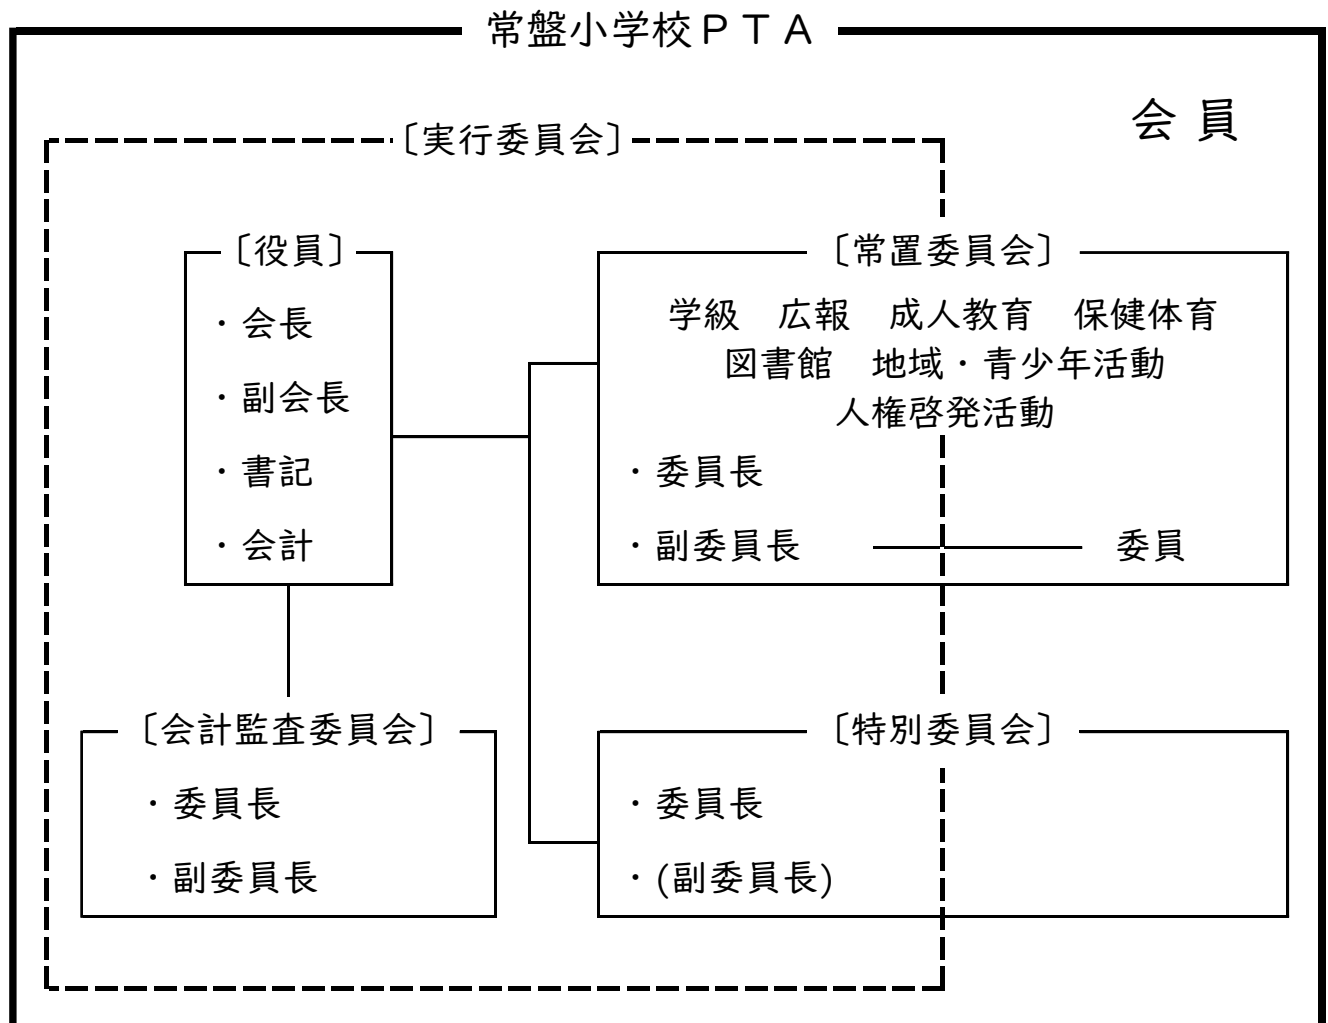 常盤小学校ＰＴＡ
会 員
〔実行委員会〕
〔役員〕
・会長
・副会長
・書記
・会計
〔常置委員会〕
学級　広報　成人教育　保健体育
図書館　地域・青少年活動
人権啓発活動
・委員長
・副委員長　委員
〔会計監査委員会〕
・委員長
・副委員長
〔特別委員会〕
・委員長
・(副委員長)